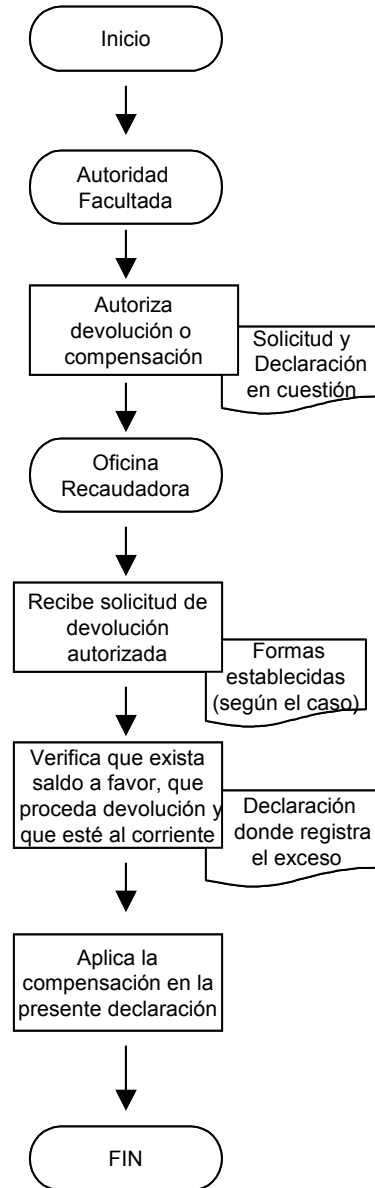 Inicio
Autoridad
Facultada
Autoriza
devolución o
compensación
Solicitud y
Declaración
en cuestión
Oficina
Recaudadora
Recibe solicitud de
devolución
autorizada
Formas
establecidas
(según el caso)
Verifica que exista
saldo a favor, que
proceda devolución y
que esté al corriente
Declaración
donde registra
el exceso
Aplica la
compensación en la
presente declaración
FIN